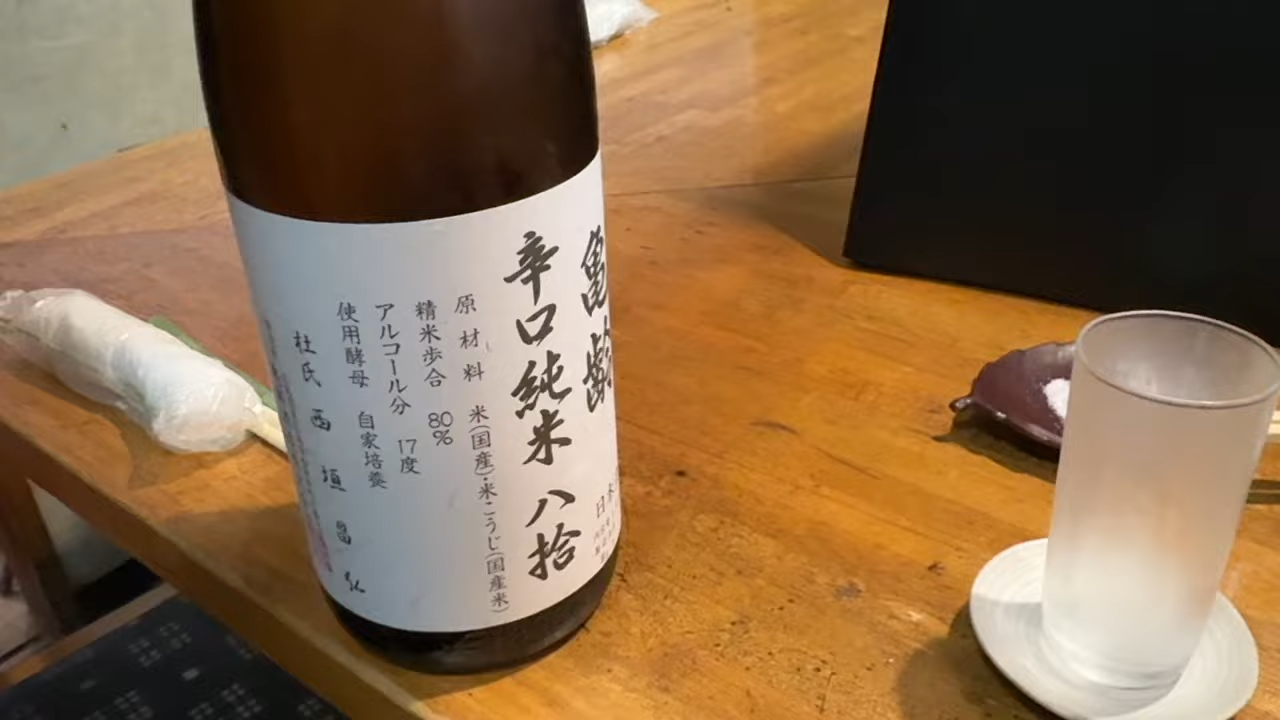 亀齢
辛口純米 八拾
原材料 米(国産)・米こうじ(国産米)
精米歩合 80%
アルコール分 17度
使用酵母 自家培養
杜氏 西垣昌弘